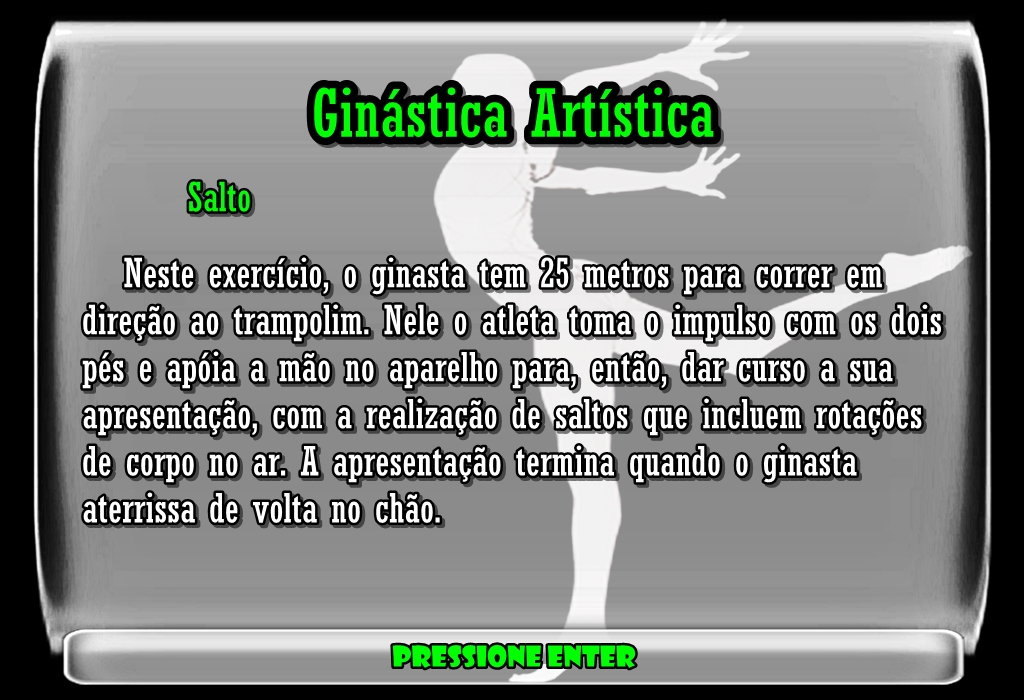 Ginástica Artística
Salto
Neste exercício, o ginasta tem 25 metros para correr em
direção ao trampolim. Nele o atleta toma o impulso com os dois
pés e apóia a mão no aparelho para, então, dar curso a sua
apresentação, com a realização de saltos que incluem rotações
de corpo no ar. A apresentação termina quando o ginasta
aterrissa de volta no chão.
PRESSIONE ENTER